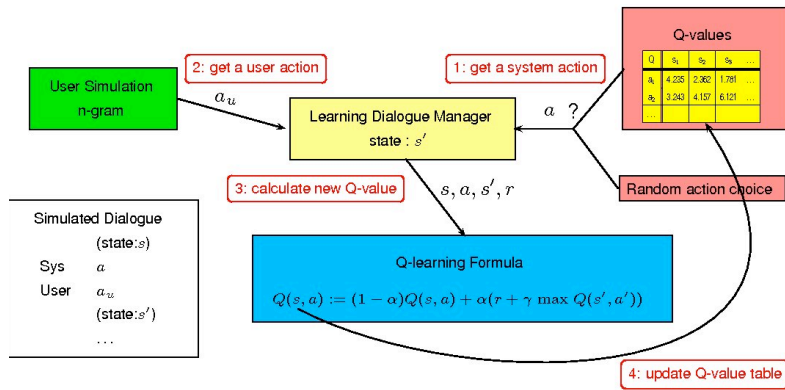 Q-values
Q s₁ s₂ s₃ ...
a₁ 4.235 2.362 1.781 ...
a₂ 3.243 4.157 6.121 ...
...
2: get a user action
1: get a system action
User Simulation
n-gram
a_u
Learning Dialogue Manager
state : s′
a ?
Random action choice
3: calculate new Q-value
s, a, s′, r
Simulated Dialogue
(state:s)
Sys a
User a_u
(state:s′)
...
Q-learning Formula
Q(s, a) := (1 − α)Q(s, a) + α(r + γ max Q(s′, a′))
4: update Q-value table